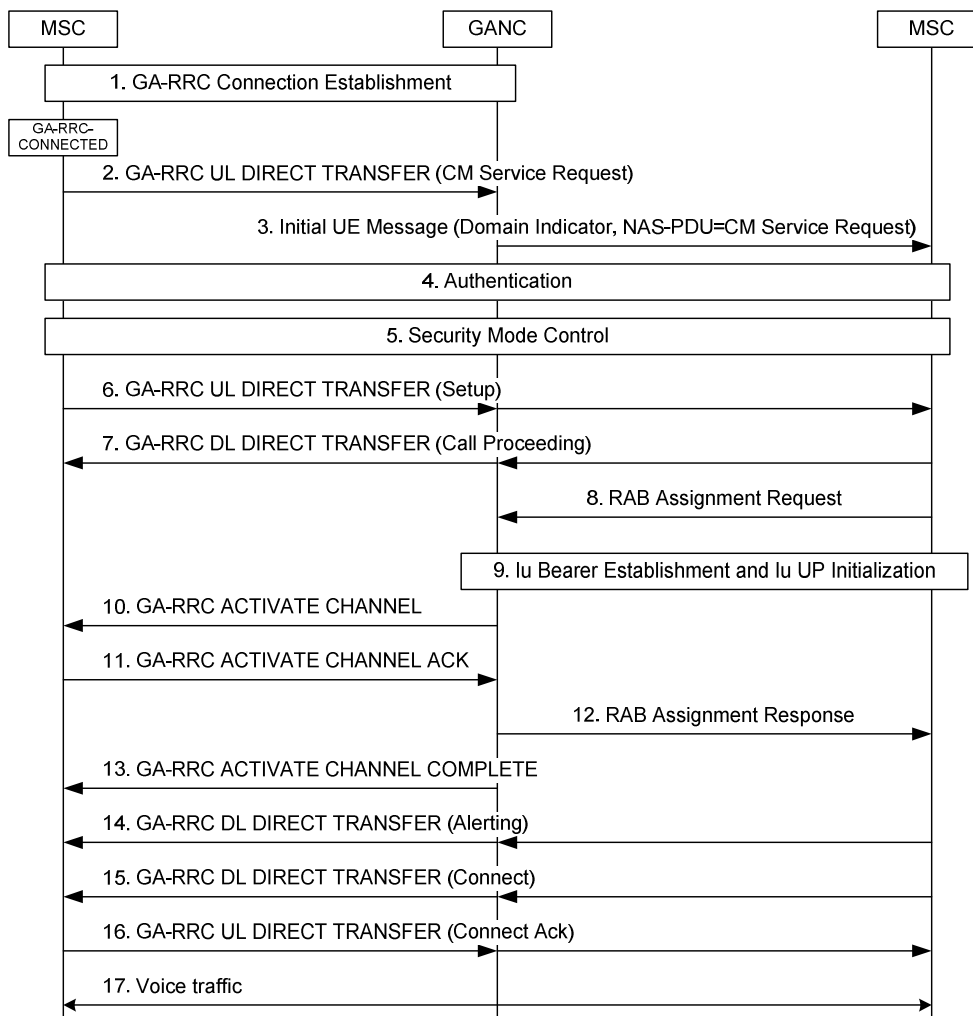 MSC
GANC
MSC
1. GA-RRC Connection Establishment
GA-RRC-
CONNECTED
2. GA-RRC UL DIRECT TRANSFER (CM Service Request)
3. Initial UE Message (Domain Indicator, NAS-PDU=CM Service Request)
4. Authentication
5. Security Mode Control
6. GA-RRC UL DIRECT TRANSFER (Setup)
7. GA-RRC DL DIRECT TRANSFER (Call Proceeding)
8. RAB Assignment Request
9. Iu Bearer Establishment and Iu UP Initialization
10. GA-RRC ACTIVATE CHANNEL
11. GA-RRC ACTIVATE CHANNEL ACK
12. RAB Assignment Response
13. GA-RRC ACTIVATE CHANNEL COMPLETE
14. GA-RRC DL DIRECT TRANSFER (Alerting)
15. GA-RRC DL DIRECT TRANSFER (Connect)
16. GA-RRC UL DIRECT TRANSFER (Connect Ack)
17. Voice traffic